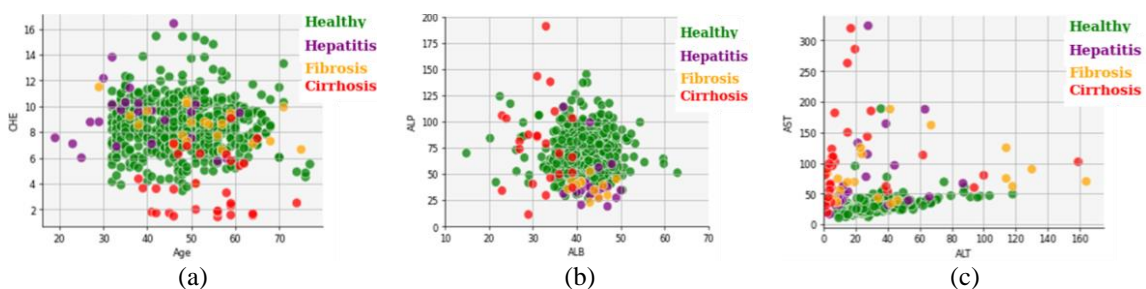 16
14
12
10
8
6
4
2
CHE
20
30
40
50
60
70
Age
Healthy
Hepatitis
Fibrosis
Cirrhosis
(a)
200
175
150
125
100
75
50
25
0
ALP
10
20
30
40
50
60
70
ALB
Healthy
Hepatitis
Fibrosis
Cirrhosis
(b)
300
250
200
150
100
50
0
AST
0
20
40
60
80
100
120
140
160
ALT
Healthy
Hepatitis
Fibrosis
Cirrhosis
(c)